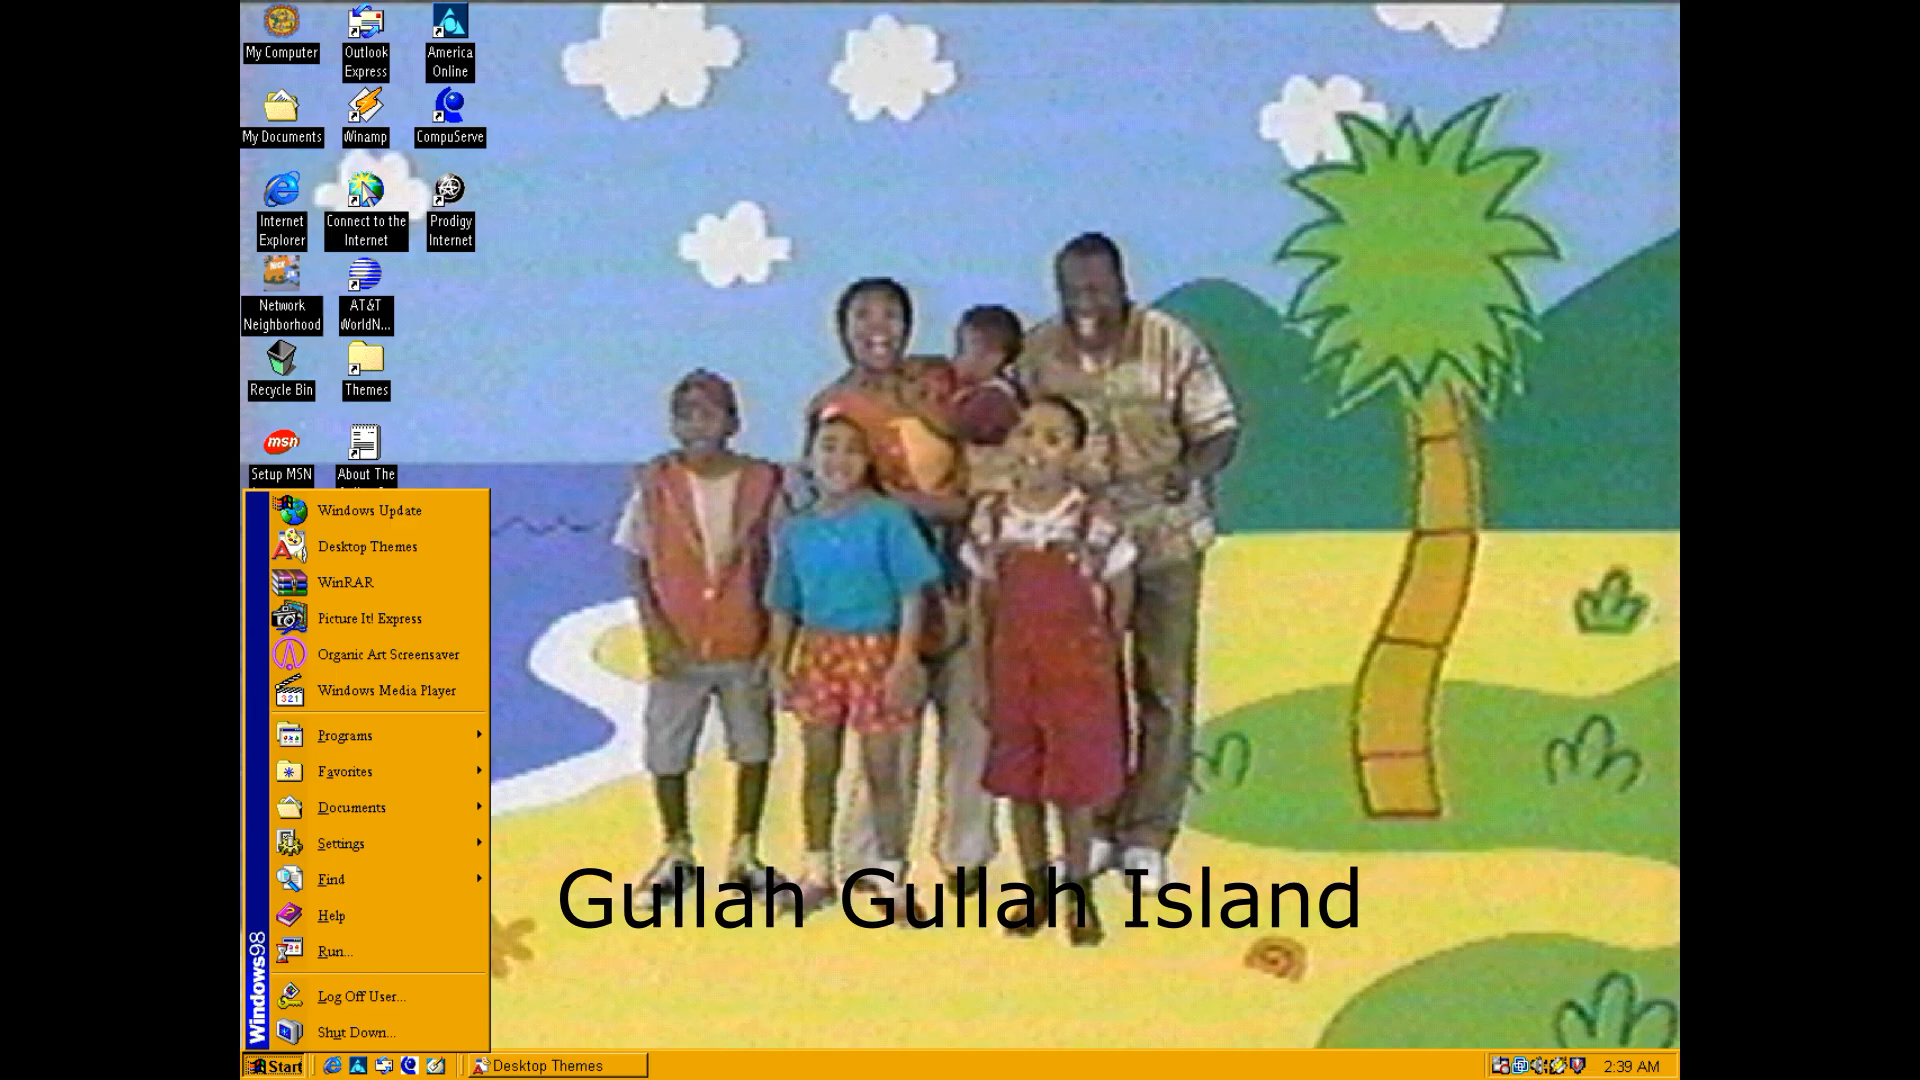 My Computer
Outlook
Express
America
Online
My Documents
Winamp
CompuServe
Internet
Explorer
Connect to the
Internet
Prodigy
Internet
Network
Neighborhood
AT&T
WorldN...
Recycle Bin
Themes
msn
Setup MSN
About The
Windows Update
Desktop Themes
WinRAR
Picture It! Express
Organic Art Screensaver
Windows Media Player
Programs
Favorites
Documents
Settings
Find
Help
Run...
Log Off User...
Shut Down...
Windows98
Gullah Gullah Island
Start
Desktop Themes
2:39 AM